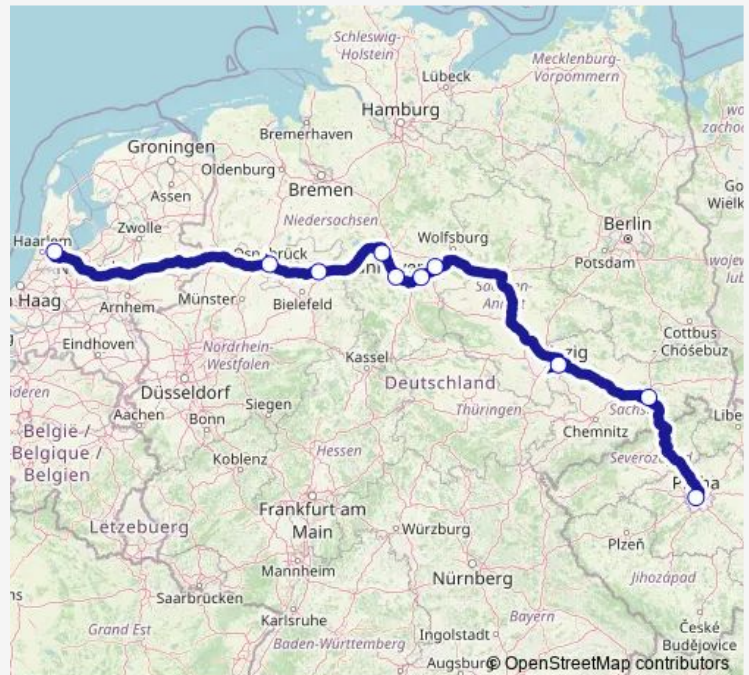 Schleswig-
Holstein
Mecklenburg-
Vorpommern
Lübeck
Hamburg
Bremerhaven
Groningen
Oldenburg
Bremen
Assen
Niedersachsen
Zwolle
Wolfsburg
Berlin
Potsdam
Haag
Arnhem
Münster
Bielefeld
Eindhoven
Nordrhein-
Westfalen
Kassel
Cottbus
- Chóśebuz
Düsseldorf
Deutschland
Aachen
Siegen
Bonn
Thüringen
Chemnitz
België /
Belgique /
Belgien
Koblenz
Hessen
Frankfurt am
Main
Lëtzebuerg
Würzburg
Plzeň
Mannheim
Nürnberg
Jihozápad
Saarbrücken
Karlsruhe
Grand Est
Bayern
Baden-Württemberg
Ingolstadt
České
Budějovice
Augsburg
© OpenStreetMap contributors